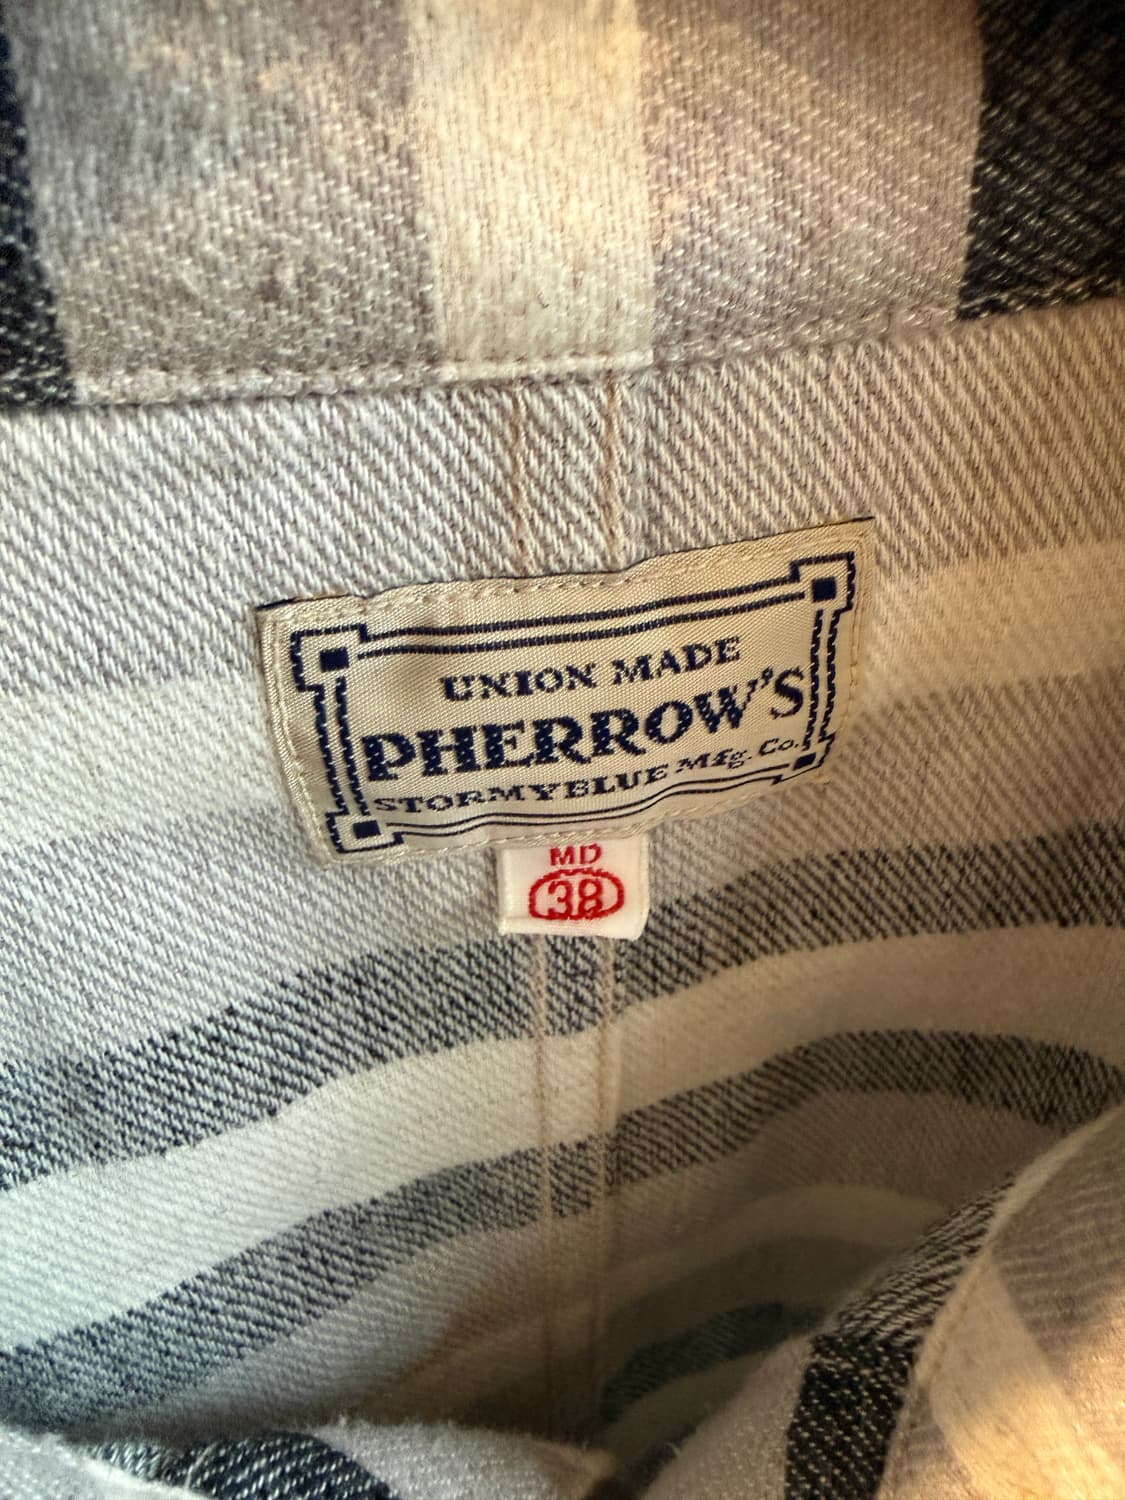 UNION MADE
PHERROW'S
STORMYBLUE Mfg. Co.
MD
38